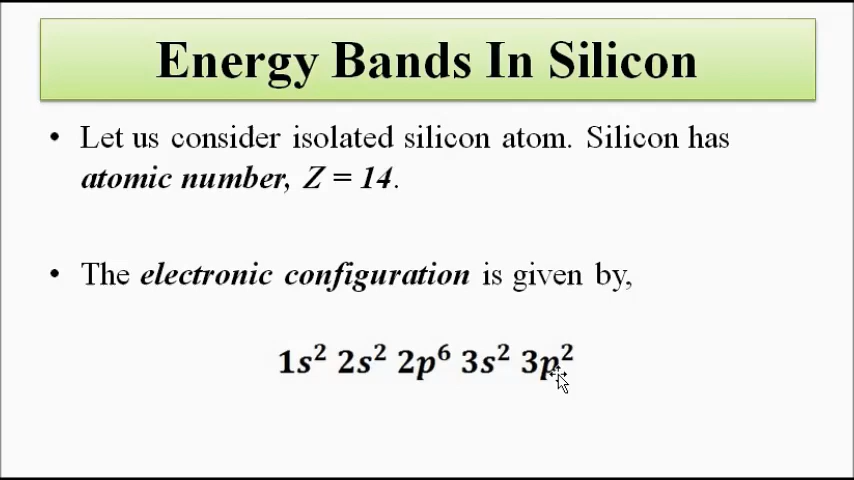 Energy Bands In Silicon
• Let us consider isolated silicon atom. Silicon has
atomic number, Z = 14.
• The electronic configuration is given by,
1s² 2s² 2p⁶ 3s² 3p²